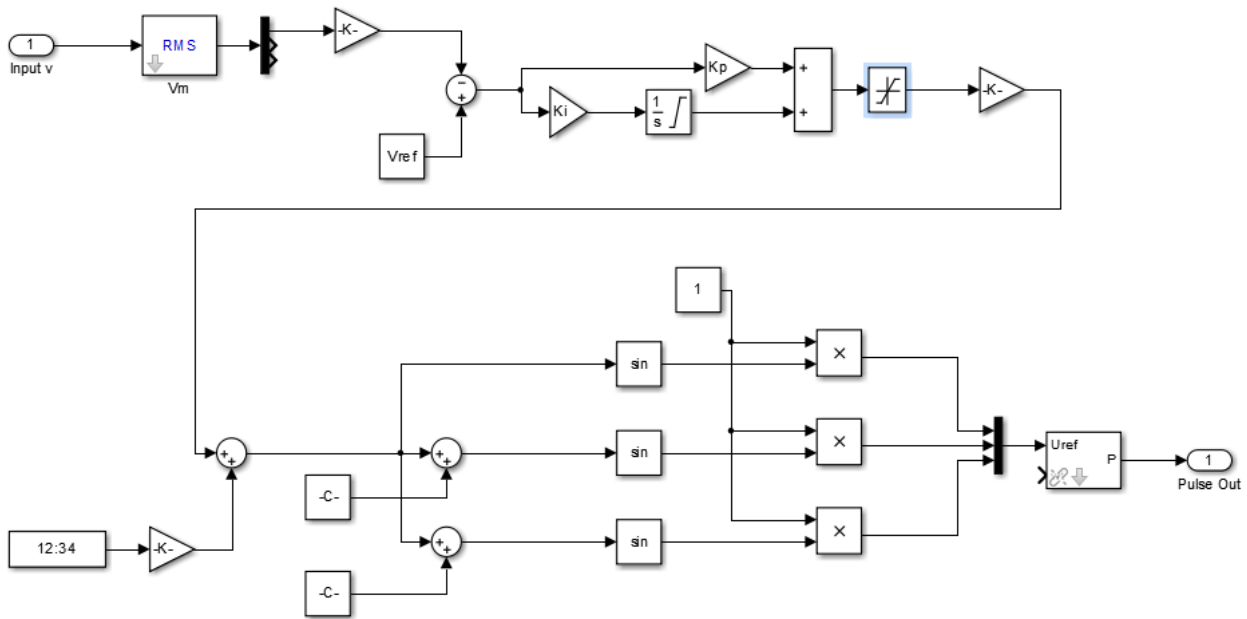 1
Input v
RMS
Vm
-K-
−
+
Vref
Kp
Ki
1
s
+
+
-K-
1
sin
×
++
++
sin
×
-C-
Uref
P
1
Pulse Out
12:34
-K-
++
sin
×
-C-